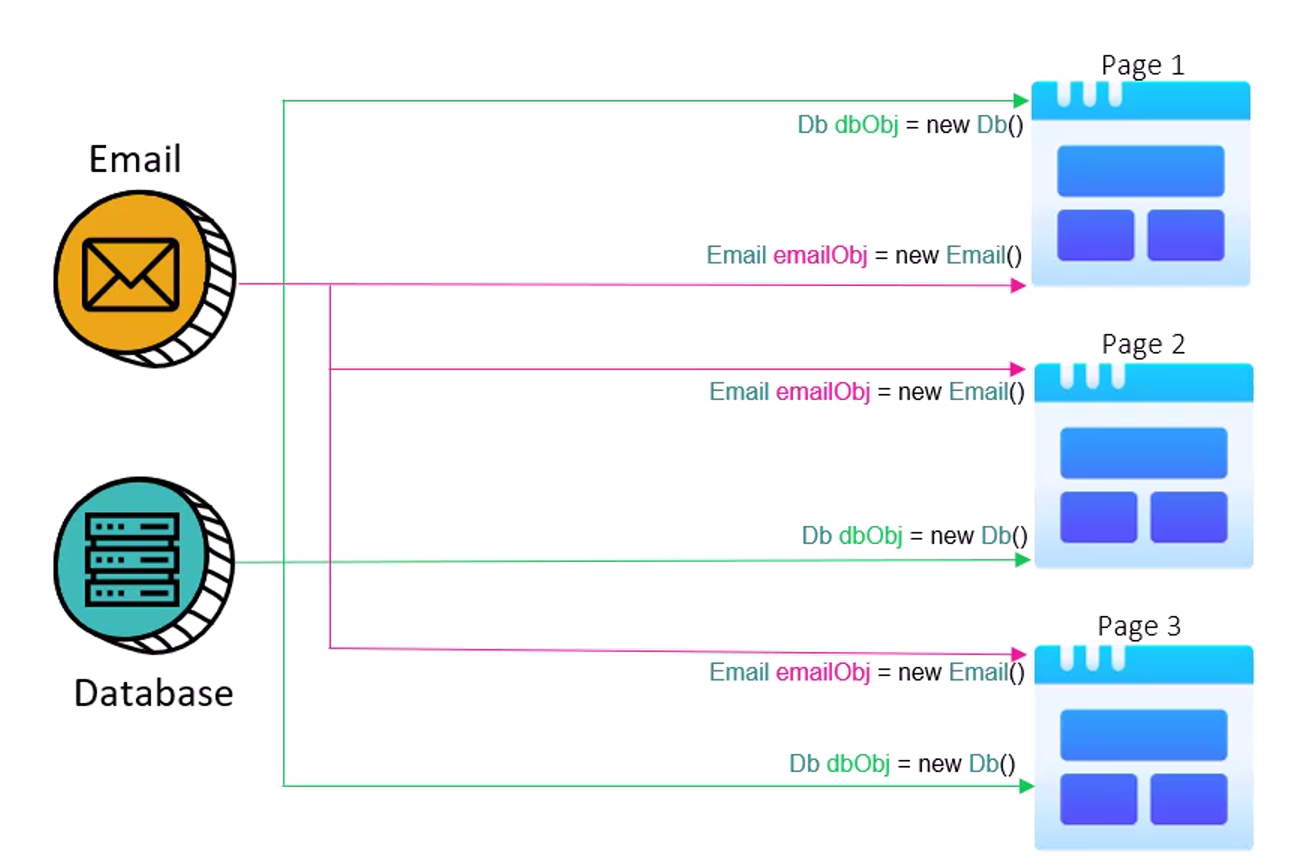 Page 1
Db dbObj = new Db()
Email
Email emailObj = new Email()
Page 2
Email emailObj = new Email()
Db dbObj = new Db()
Page 3
Email emailObj = new Email()
Database
Db dbObj = new Db()